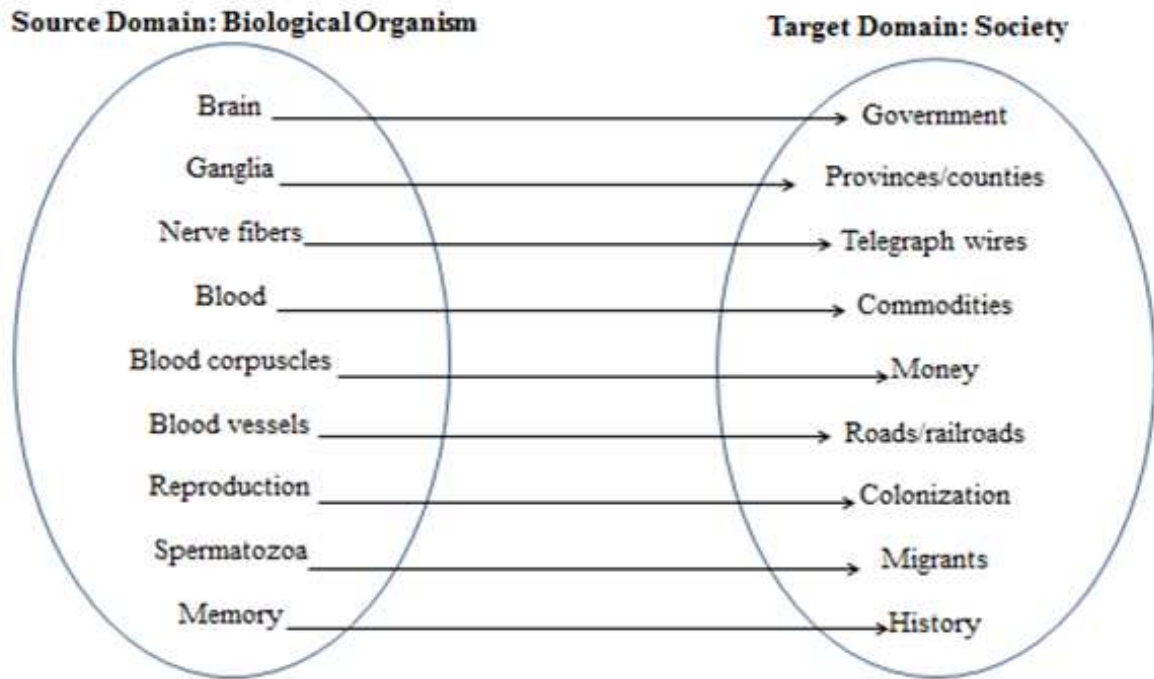 Source Domain: Biological Organism
Target Domain: Society
Brain
Government
Ganglia
Provinces/counties
Nerve fibers
Telegraph wires
Blood
Commodities
Blood corpuscles
Money
Blood vessels
Roads/railroads
Reproduction
Colonization
Spermatozoa
Migrants
Memory
History